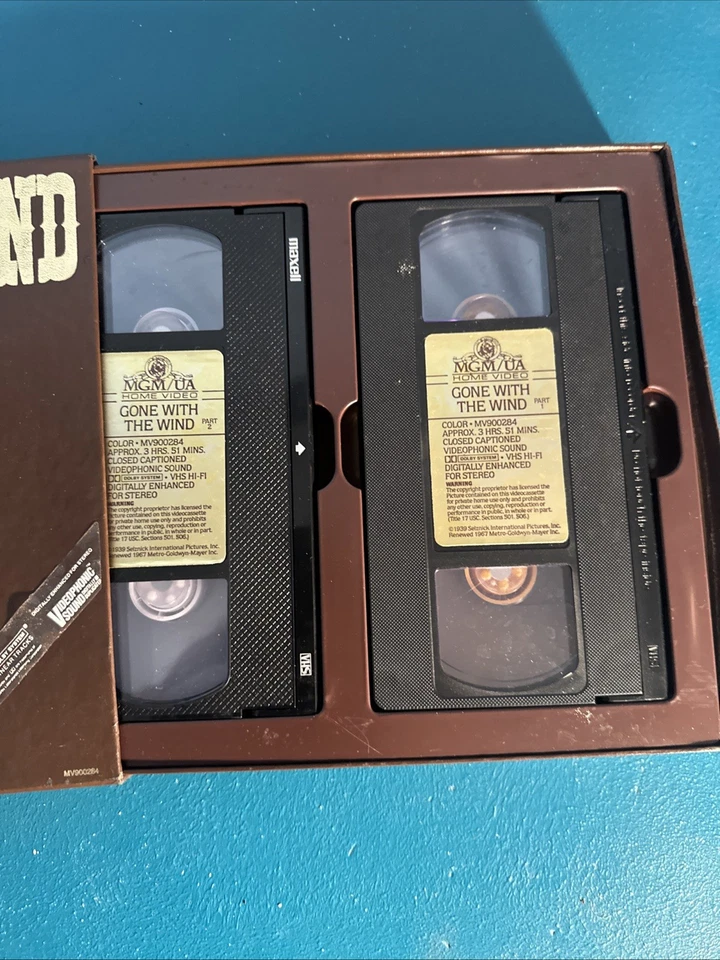 ND
DIGITALLY ENHANCED FOR STEREO
VIDEOPHONIC
SOUND
MV900284
maxell
MGM/UA
HOME VIDEO
GONE WITH
THE WIND PART
2
COLOR • MV900284
APPROX. 3 HRS. 51 MINS.
CLOSED CAPTIONED
VIDEOPHONIC SOUND
DOLBY SYSTEM • VHS HI-FI
DIGITALLY ENHANCED
FOR STEREO
WARNING
The copyright proprietor has licensed the
Picture contained on this videocassette
for private home use only and prohibits
any other use, copying, reproduction or
performance in public, in whole or in part.
(Title 17 USC. Sections 501, 506.)
1939 Selznick International Pictures, Inc.
Renewed 1967 Metro-Goldwyn-Mayer Inc.
VHS
MGM/UA
HOME VIDEO
GONE WITH
THE WIND PART
1
COLOR • MV900284
APPROX. 3 HRS. 51 MINS.
CLOSED CAPTIONED
VIDEOPHONIC SOUND
DOLBY SYSTEM • VHS HI-FI
DIGITALLY ENHANCED
FOR STEREO
WARNING
The copyright proprietor has licensed the
Picture contained on this videocassette
for private home use only and prohibits
any other use, copying, reproduction or
performance in public, in whole or in part.
(Title 17 USC. Sections 501, 506.)
©1939 Selznick International Pictures, Inc.
Renewed 1967 Metro-Goldwyn-Mayer Inc.
VHS